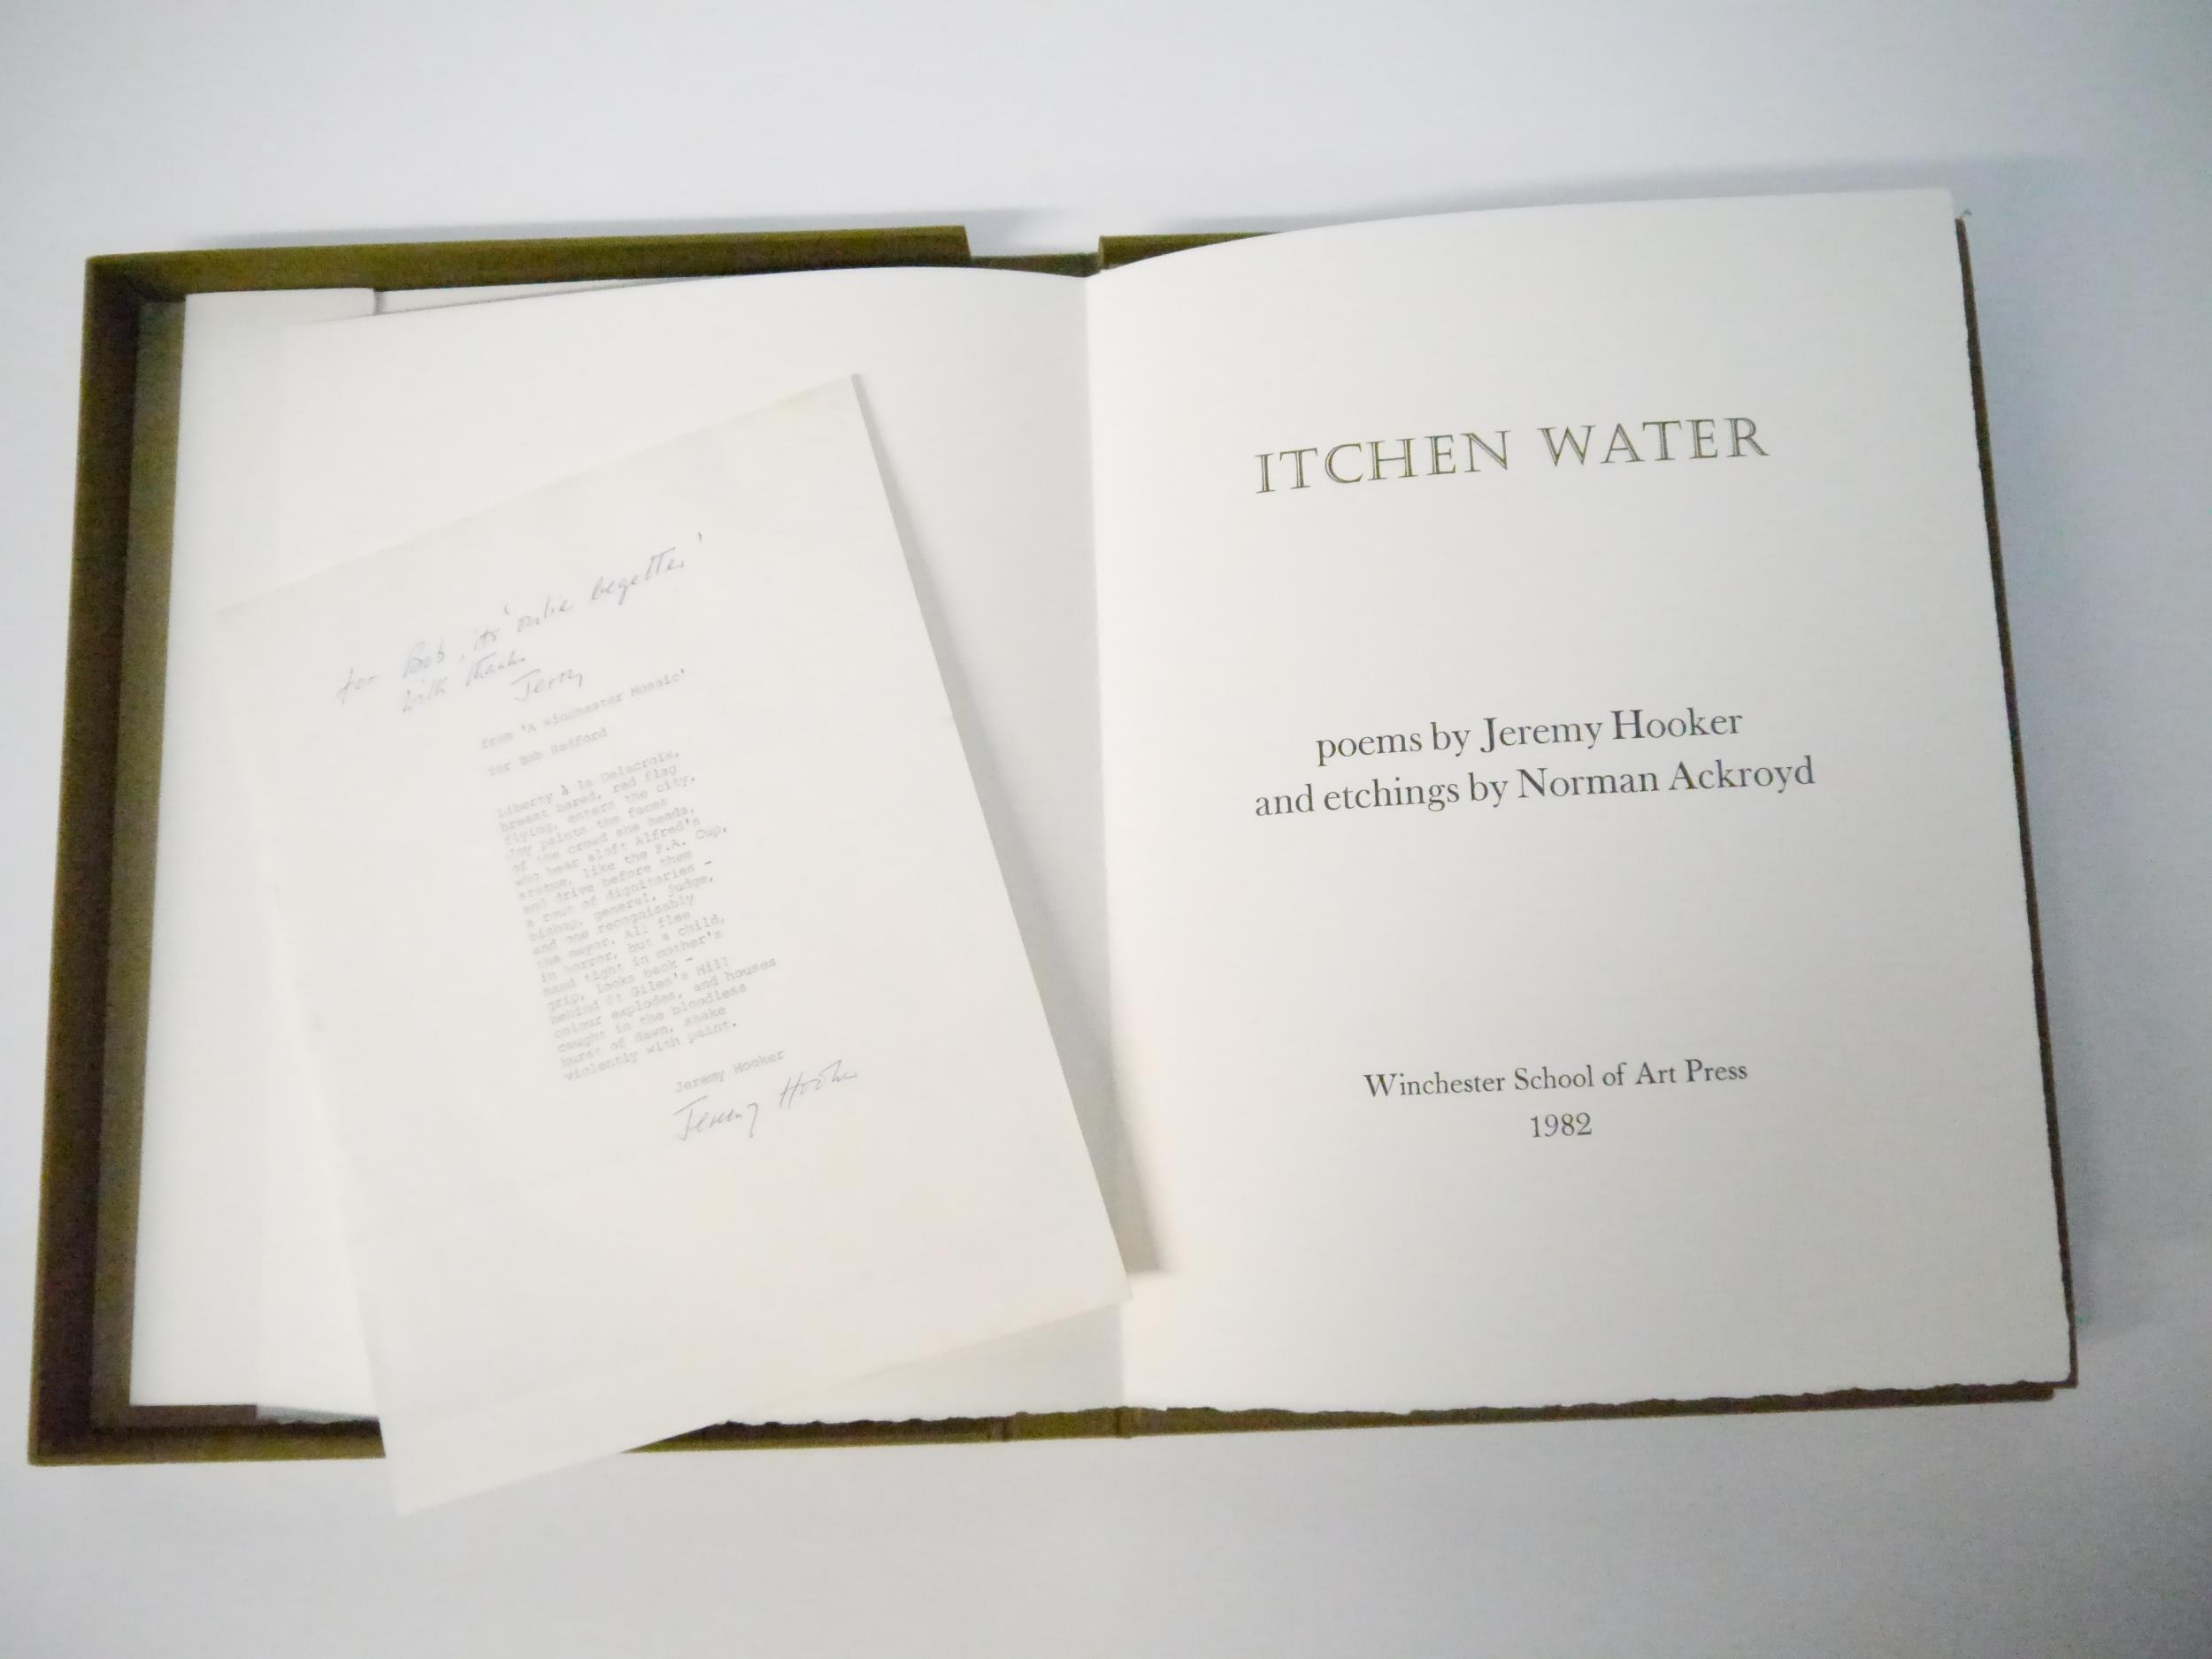 for Bob, its 'onlie begetter'
with thanks
Jerry
from 'A Winchester Mosaic'
for Bob Radford
Liberty à la Delacroix,
breast bared, red flag
flying, enters the city.
Joy paints the faces
of the crowd she heads,
who bear aloft Alfred's
statue, like the F.A. Cup,
and drive before them
a rout of dignitaries -
bishop, general, judge,
and one recognizably
the mayor. All flee
in horror, but a child,
hand tight in mother's
grip, looks back -
behind St Giles's Hill
colour explodes, and houses
caught in the bloodless
burst of dawn, shake
violently with paint.
Jeremy Hooker
Jeremy Hooker
ITCHEN WATER
poems by Jeremy Hooker
and etchings by Norman Ackroyd
Winchester School of Art Press
1982